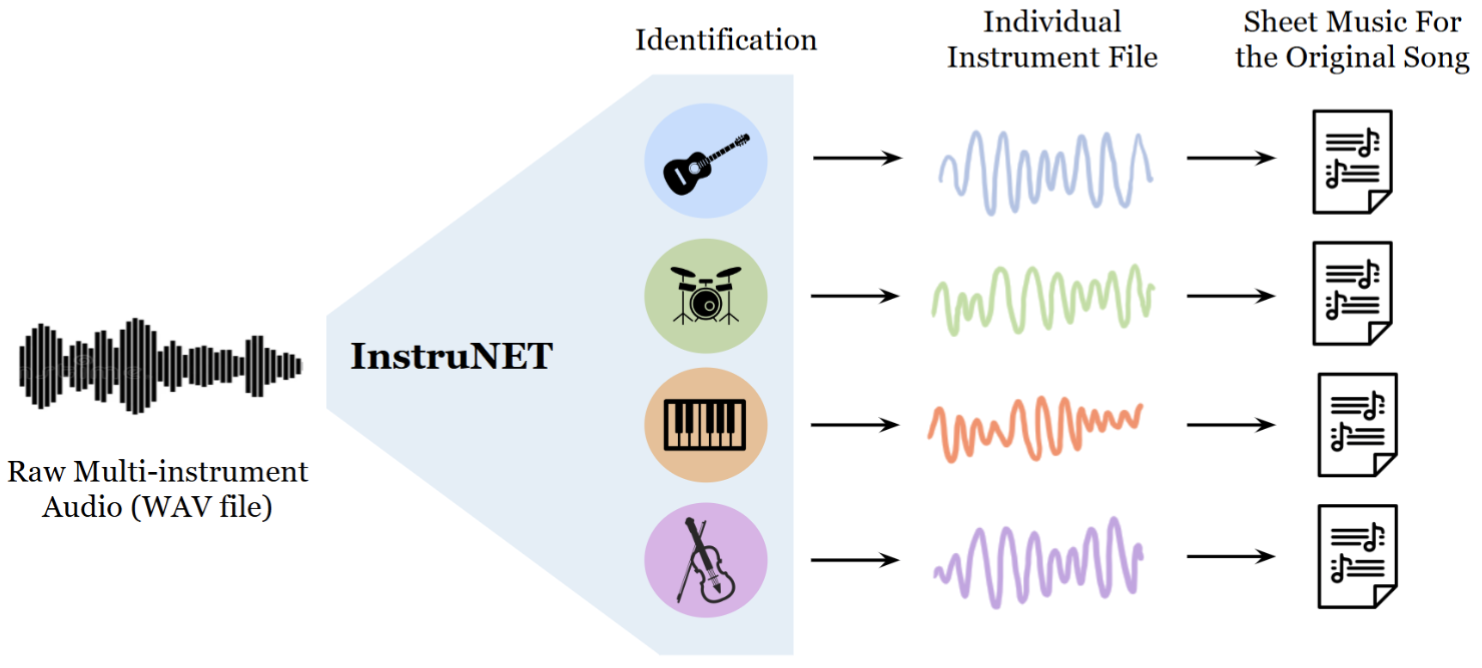 Identification
Individual
Instrument File
Sheet Music For
the Original Song
InstruNET
Raw Multi-instrument
Audio (WAV file)